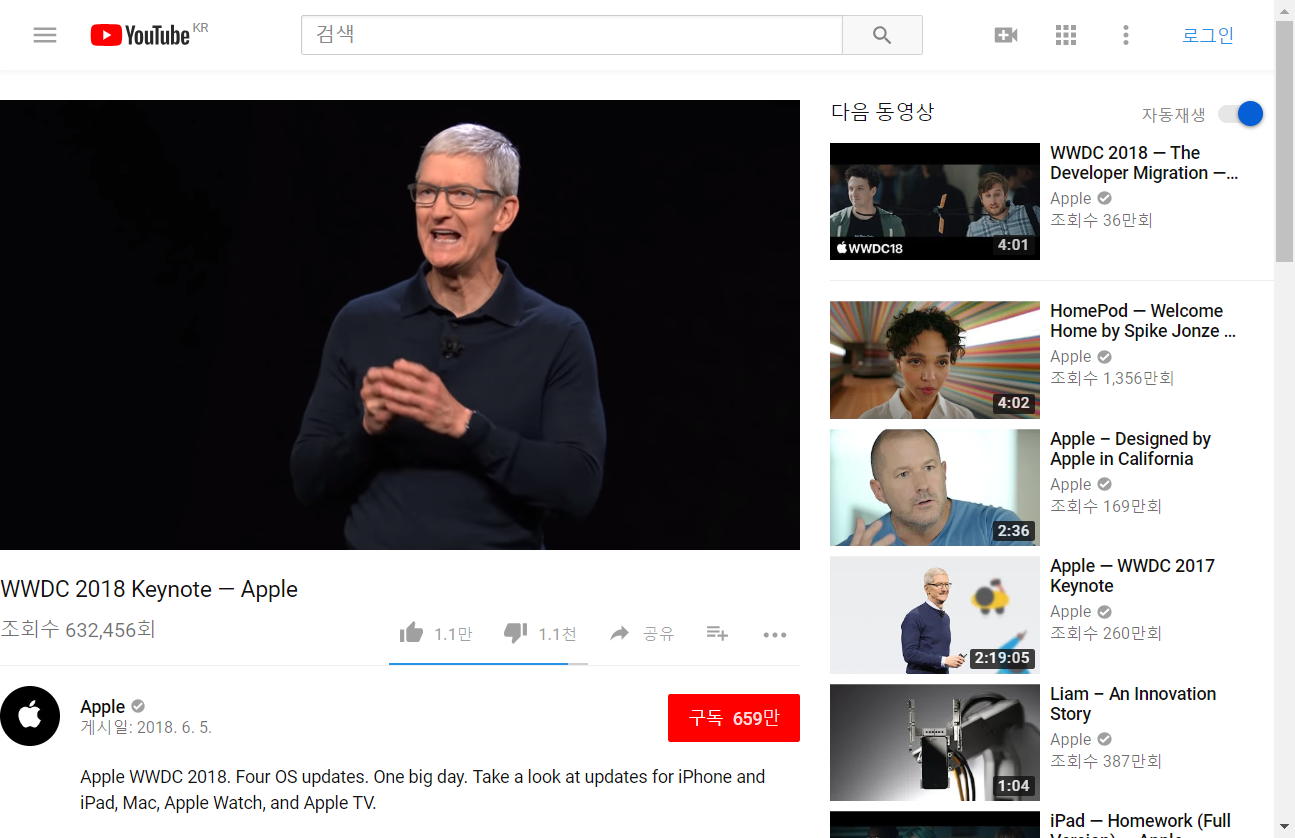 YouTube KR
검색
로그인
WWDC 2018 Keynote — Apple
조회수 632,456회
1.1만
1.1천
공유
Apple
게시일: 2018. 6. 5.
구독 659만
Apple WWDC 2018. Four OS updates. One big day. Take a look at updates for iPhone and
iPad, Mac, Apple Watch, and Apple TV.
다음 동영상
자동재생
WWDC18
4:01
WWDC 2018 — The
Developer Migration —...
Apple
조회수 36만회
4:02
HomePod — Welcome
Home by Spike Jonze ...
Apple
조회수 1,356만회
2:36
Apple – Designed by
Apple in California
Apple
조회수 169만회
2:19:05
Apple — WWDC 2017
Keynote
Apple
조회수 260만회
1:04
Liam – An Innovation
Story
Apple
조회수 387만회
iPad — Homework (Full
Version) — Apple